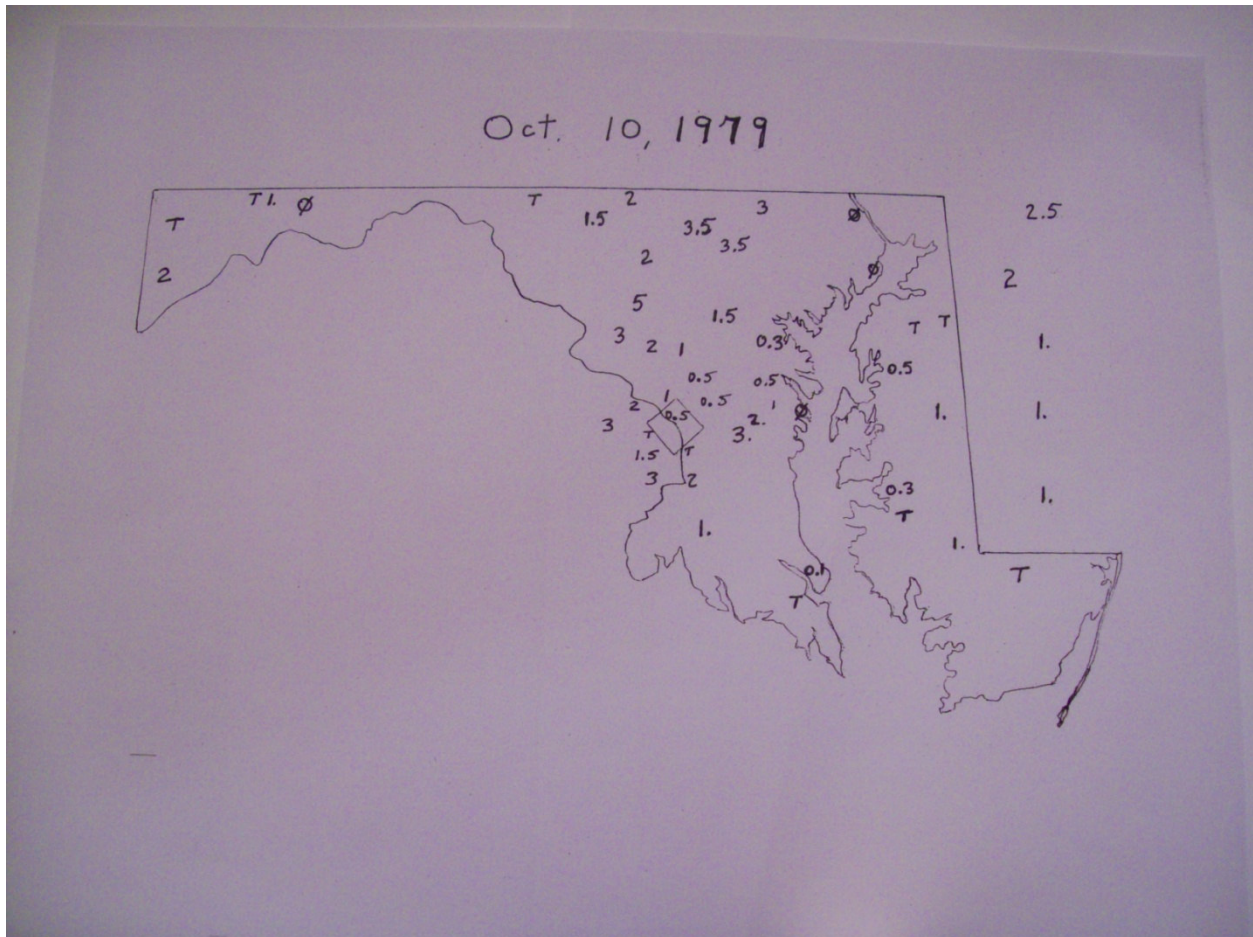 Oct. 10, 1979
T 1. Ø T 2
T 1.5 3.5 3 Ø 2.5
3.5
2 2 Ø 2
5
3 1.5 T T
2 1 0.3 1.
0.5 0.5 0.5
2 1 0.5 1
3 0.5 2. Ø 1. 1.
T 3.
1.5 T
3 2 0.3 1.
T
1. 1.
0.1 T
T